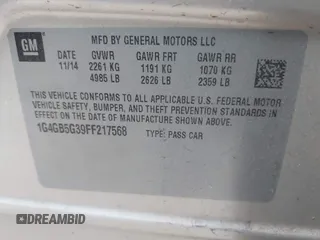 GM
MFD BY GENERAL MOTORS LLC
DATE GVWR GAWR FRT GAWR RR
11/14 2261 KG 1191 KG 1070 KG
4985 LB 2626 LB 2359 LB
THIS VEHICLE CONFORMS TO ALL APPLICABLE U.S. FEDERAL MOTOR
VEHICLE SAFETY, BUMPER, AND THEFT PREVENTION STANDARDS
IN EFFECT ON THE DATE OF MANUFACTURE SHOWN ABOVE.
1G4GB5G39FF217568 TYPE: PASS CAR